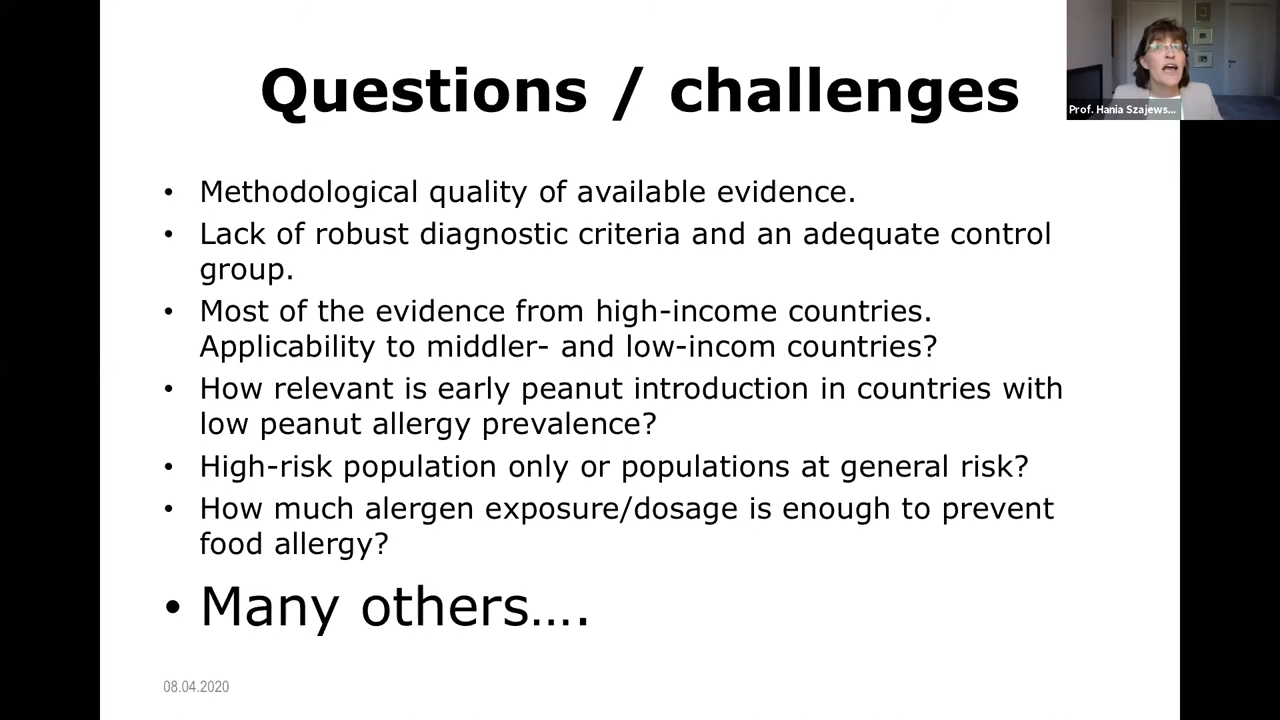 Questions / challenges
Prof. Hania Szajews...
• Methodological quality of available evidence.
• Lack of robust diagnostic criteria and an adequate control
group.
• Most of the evidence from high-income countries.
Applicability to middler- and low-incom countries?
• How relevant is early peanut introduction in countries with
low peanut allergy prevalence?
• High-risk population only or populations at general risk?
• How much alergen exposure/dosage is enough to prevent
food allergy?
• Many others....
08.04.2020